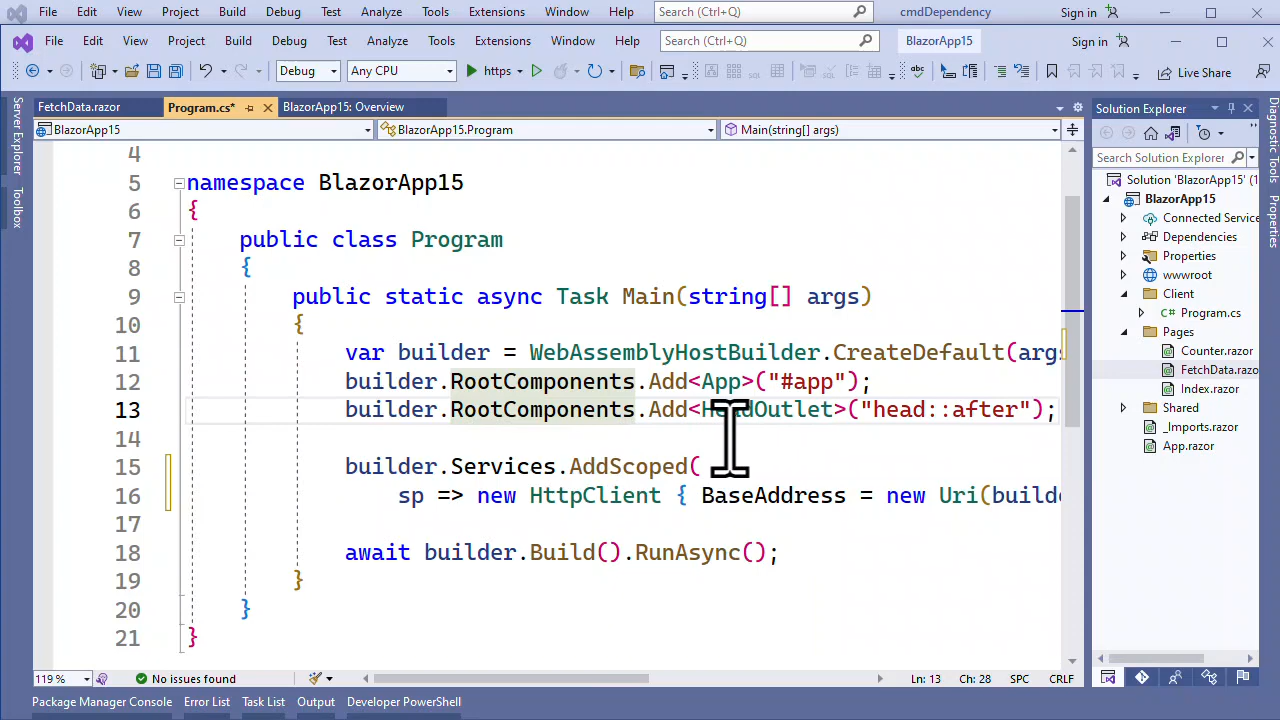 File Edit View Project Build Debug Test Analyze Tools Extensions Window Help Search (Ctrl+Q) cmdDependency Sign in
File Edit View Project Build Debug Test Analyze Tools Extensions Window Help Search (Ctrl+Q) BlazorApp15 Sign in
Debug Any CPU https Live Share
FetchData.razor Program.cs* BlazorApp15: Overview
BlazorApp15 BlazorApp15.Program Main(string[] args)
4
5 namespace BlazorApp15
6 {
7 public class Program
8 {
9 public static async Task Main(string[] args)
10 {
11 var builder = WebAssemblyHostBuilder.CreateDefault(args
12 builder.RootComponents.Add<App>("#app");
13 builder.RootComponents.Add<HeadOutlet>("head::after");
14
15 builder.Services.AddScoped(
16 sp => new HttpClient { BaseAddress = new Uri(builde
17
18 await builder.Build().RunAsync();
19 }
20 }
21 }
119 % No issues found Ln: 13 Ch: 28 SPC CRLF
Package Manager Console Error List Task List Output Developer PowerShell
Server Explorer
Toolbox
Solution Explorer
Search Solution Explorer
Solution 'BlazorApp15' (1
BlazorApp15
Connected Service
Dependencies
Properties
wwwroot
Client
C# Program.cs
Pages
Counter.razor
FetchData.razo
Index.razor
Shared
_Imports.razor
App.razor
Diagnostic Tools
Properties